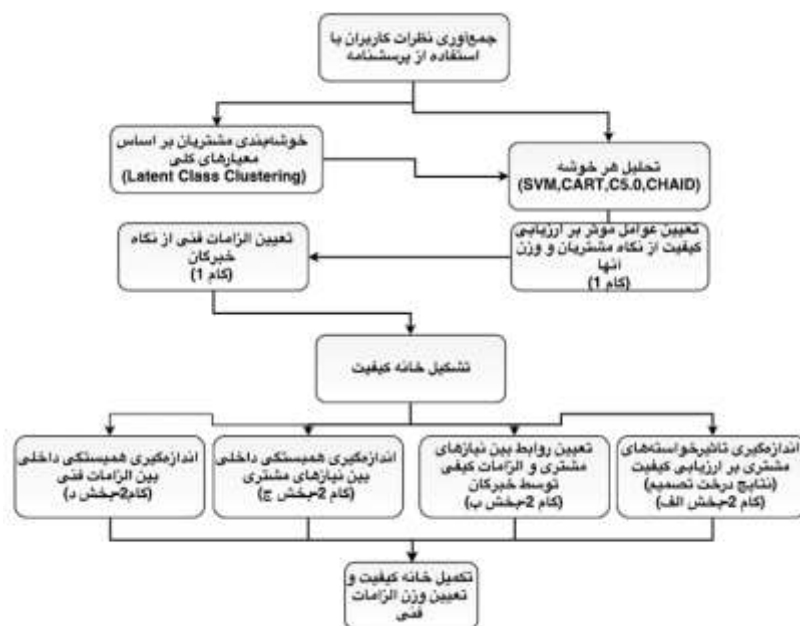 جمع‌آوری نظرات کاربران با
استفاده از پرسشنامه
خوشه‌بندی مشتریان بر اساس
معیارهای کلی
(Latent Class Clustering)
تحلیل هر خوشه
(SVM,CART,C5.0,CHAID)
تعیین عوامل موثر بر ارزیابی
کیفیت از نگاه مشتریان و وزن
آنها
(گام 1)
تعیین الزامات فنی از نگاه
خبرگان
(گام 1)
تشکیل خانه کیفیت
اندازه‌گیری تاثیرخواسته‌های
مشتری بر ارزیابی کیفیت
(نتایج درخت تصمیم)
(گام 2-بخش الف)
تعیین روابط بین نیازهای
مشتری و الزامات کیفی
توسط خبرگان
(گام 2-بخش ب)
اندازه‌گیری همبستگی داخلی
بین نیازهای مشتری
(گام 2-بخش ج)
اندازه‌گیری همبستگی داخلی
بین الزامات فنی
(گام2-بخش د)
تکمیل خانه کیفیت و
تعیین وزن الزامات
فنی